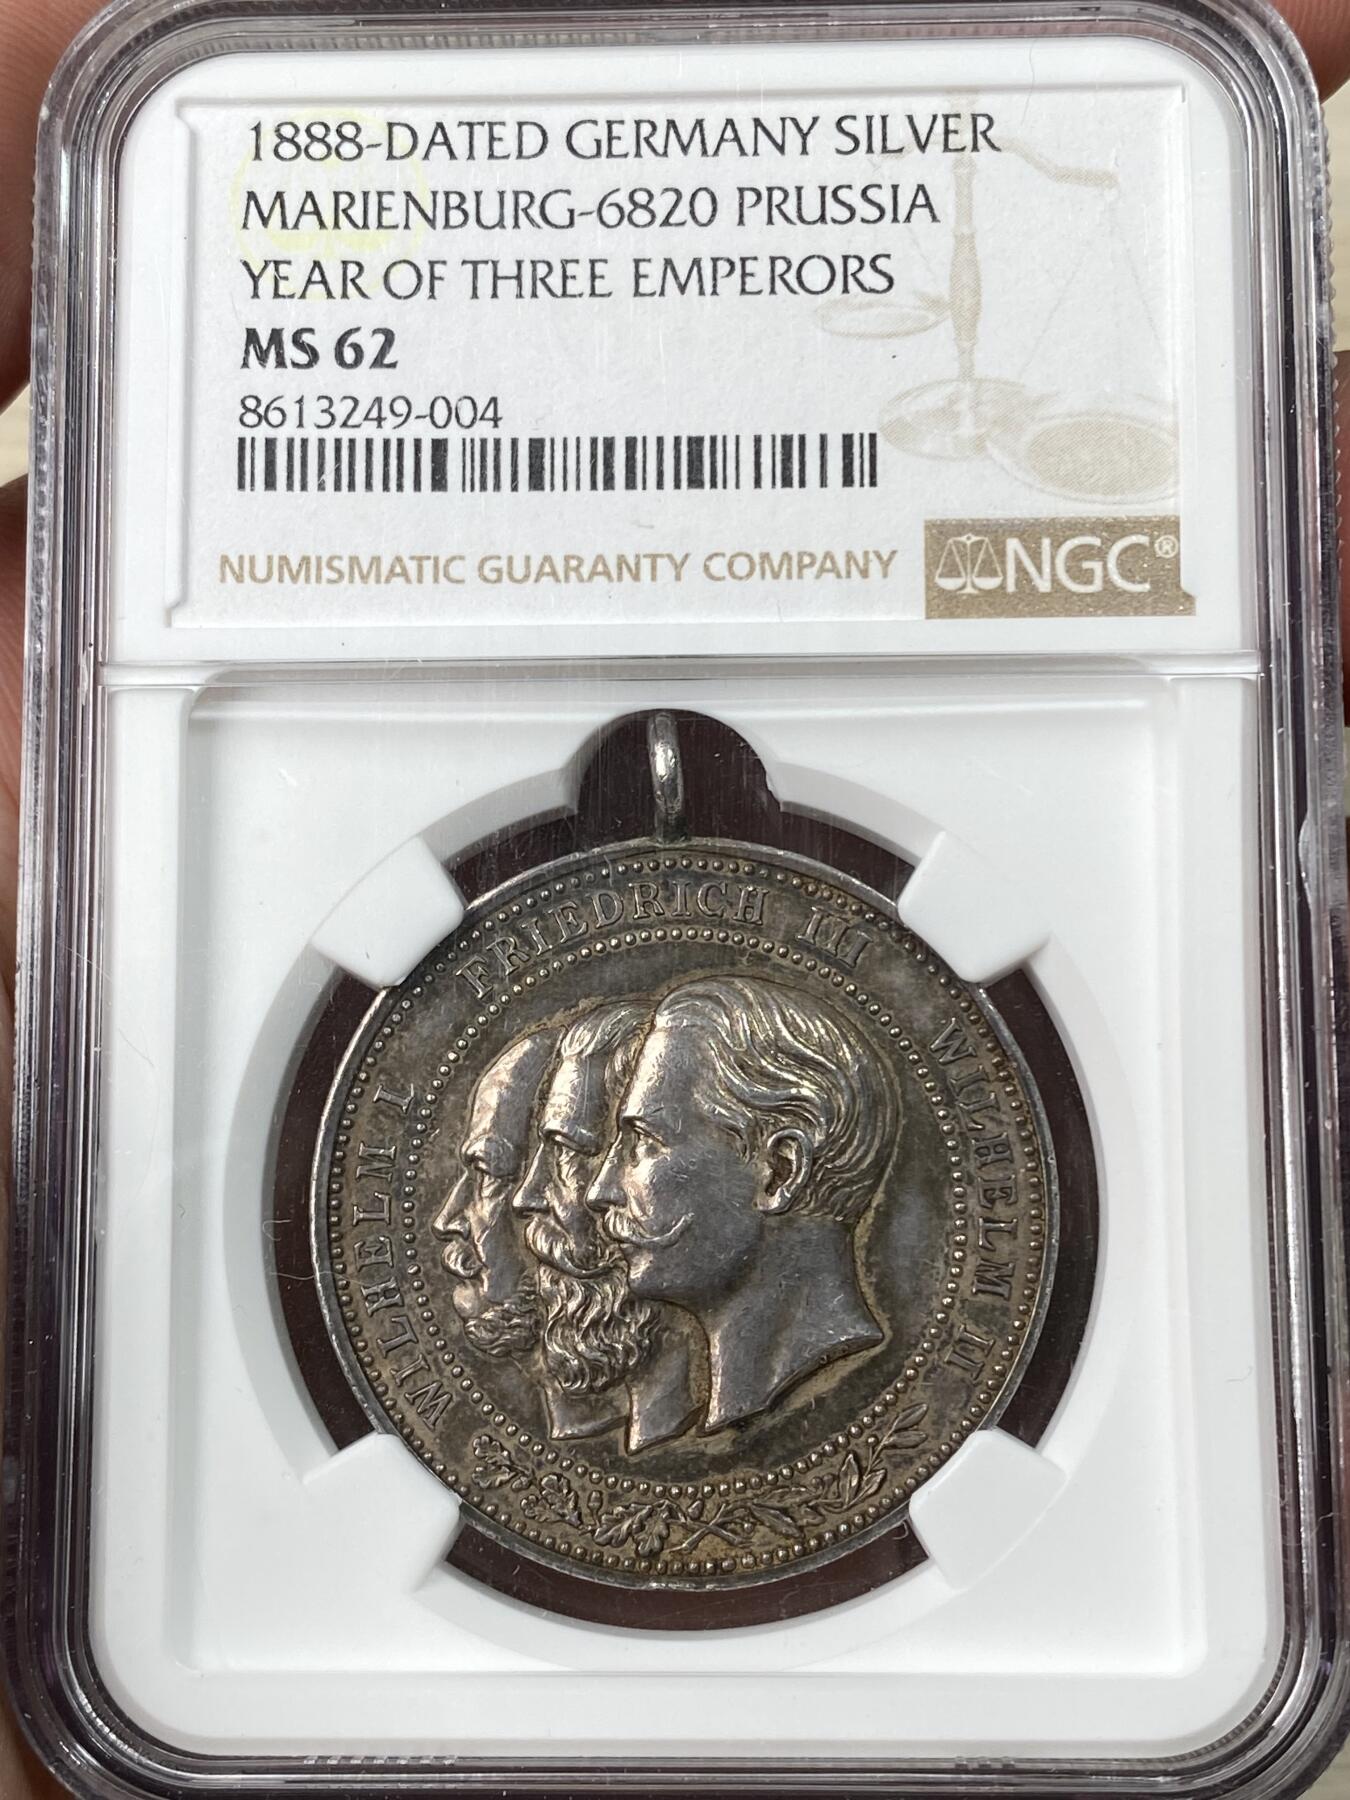 1888-DATED GERMANY SILVER
MARIENBURG-6820 PRUSSIA
YEAR OF THREE EMPERORS
MS 62
8613249-004
NUMISMATIC GUARANTY COMPANY
NGC®
WILHELM I FRIEDRICH III WILHELM II